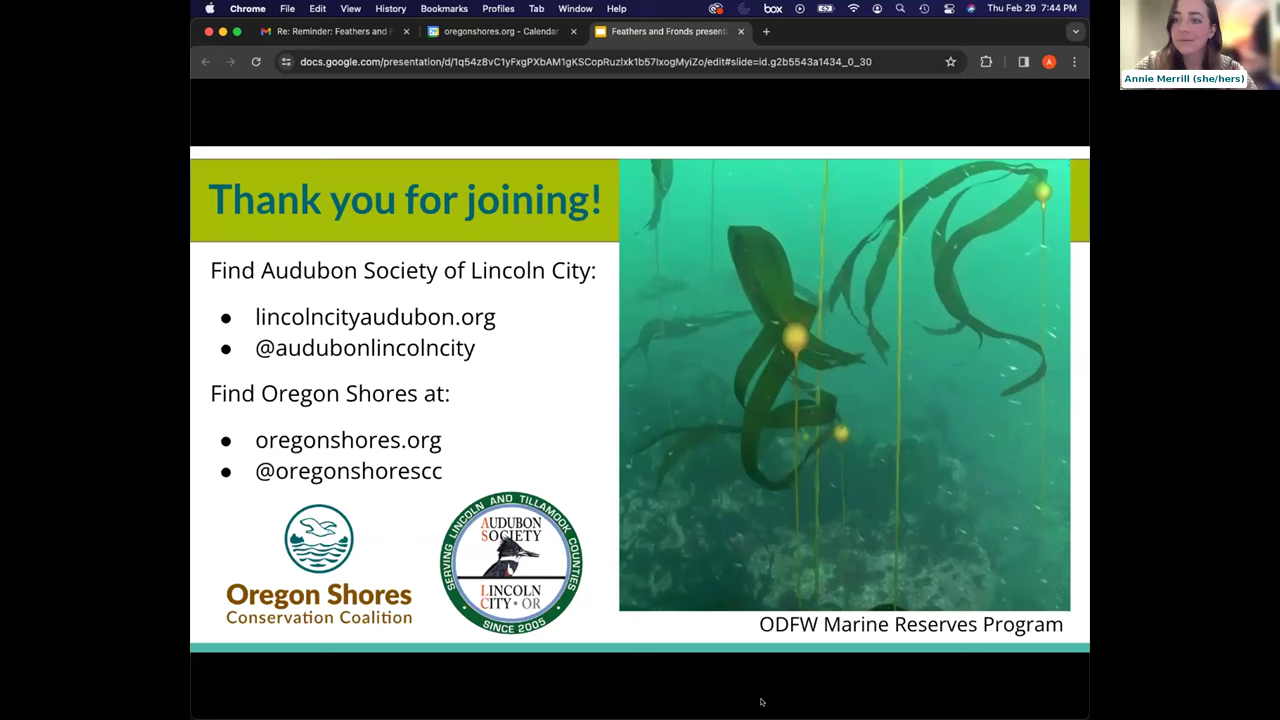 Chrome File Edit View History Bookmarks Profiles Tab Window Help box Thu Feb 29 7:44 PM
Re: Reminder: Feathers and F oregonshores.org - Calendar Feathers and Fronds present
docs.google.com/presentation/d/1q54z8vC1yFxgPXbAM1gKSCopRuzlxk1b57lxogMyiZo/edit#slide=id.g2b5543a1434_0_30 A
Annie Merrill (she/hers)
Thank you for joining!
Find Audubon Society of Lincoln City:
● lincolncityaudubon.org
● @audubonlincolncity
Find Oregon Shores at:
● oregonshores.org
● @oregonshorescc
Oregon Shores
Conservation Coalition
SERVING LINCOLN AND TILLAMOOK COUNTIES
AUDUBON
SOCIETY
LINCOLN
CITY • OR
• SINCE 2005 •
ODFW Marine Reserves Program